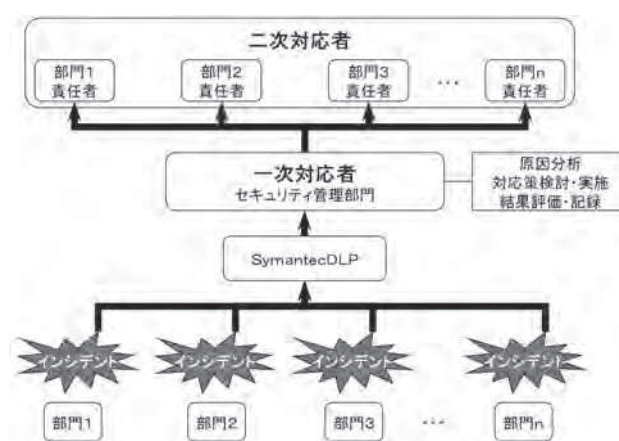 二次対応者
部門1
責任者
部門2
責任者
部門3
責任者
…
部門n
責任者
一次対応者
セキュリティ管理部門
原因分析
対応策検討・実施
結果評価・記録
SymantecDLP
インシデント
インシデント
インシデント
インシデント
部門1
部門2
部門3
…
部門n